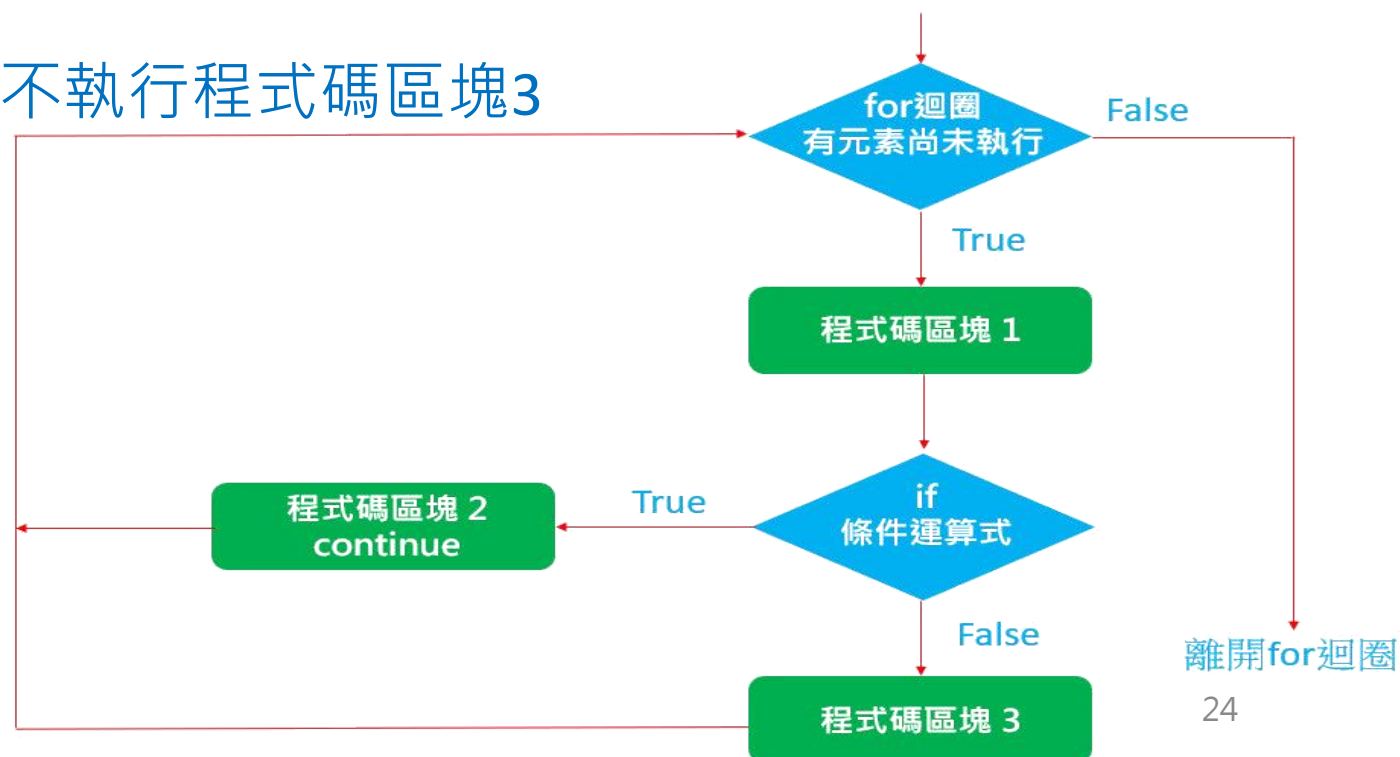 不執行程式碼區塊3
for迴圈
有元素尚未執行
False
True
程式碼區塊 1
程式碼區塊 2
continue
True
if
條件運算式
False
離開for迴圈
程式碼區塊 3
24